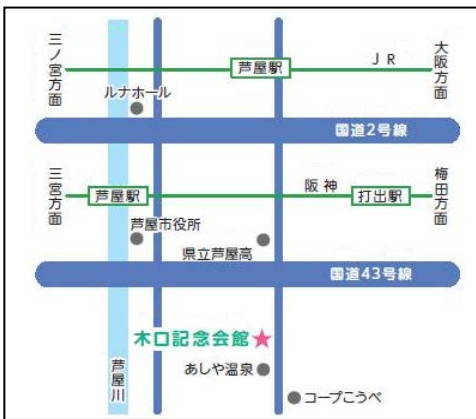 三ノ宮方面
芦屋駅
JR
大阪方面
ルナホール
国道2号線
三宮方面
芦屋駅
阪神
打出駅
梅田方面
芦屋市役所
県立芦屋高
国道43号線
木口記念会館★
あしや温泉
芦屋川
コープこうべ